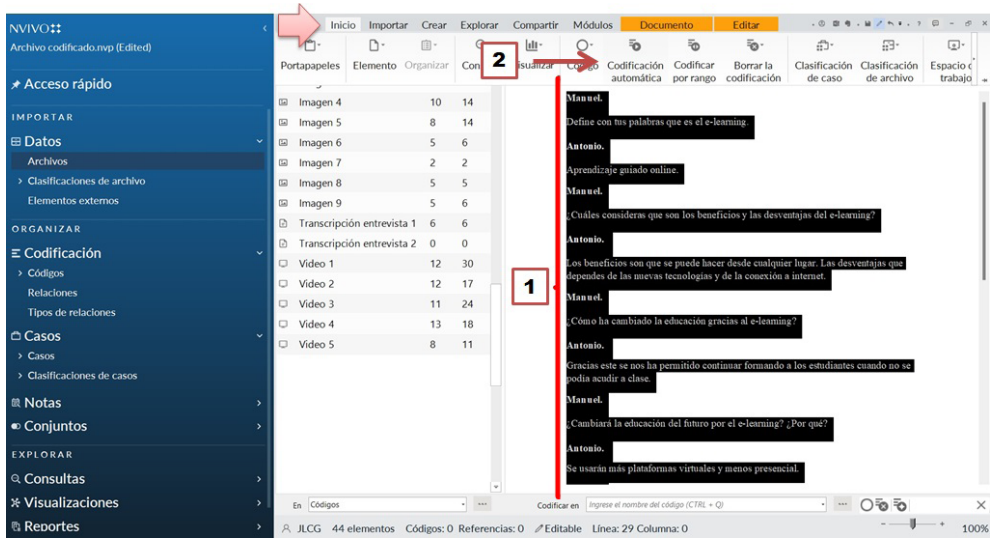 NVIVO
Archivo codificado.nvp (Edited)
Acceso rápido
IMPORTAR
Datos
Archivos
Clasificaciones de archivo
Elementos externos
ORGANIZAR
Codificación
Códigos
Relaciones
Tipos de relaciones
Casos
Casos
Clasificaciones de casos
Notas
Conjuntos
EXPLORAR
Consultas
Visualizaciones
Reportes
Inicio Importar Crear Explorar Compartir Módulos Documento Editar
Portapapeles Elemento Organizar
2
Codificación automática
Codificar por rango
Borrar la codificación
Clasificación de caso
Clasificación de archivo
Espacio trabajo
Imagen 4 10 14
Imagen 5 8 14
Imagen 6 5 6
Imagen 7 2 2
Imagen 8 5 5
Imagen 9 5 6
Transcripción entrevista 1 6 6
Transcripción entrevista 2 0 0
Video 1 12 30
Video 2 12 17
Video 3 11 24
Video 4 13 18
Video 5 8 11
1
Manuel.
Define con tus palabras que es el e-learning.
Antonio.
Aprendizaje guiado online.
Manuel.
¿Cuáles consideras que son los beneficios y las desventajas del e-learning?
Antonio.
Los beneficios son que se puede hacer desde cualquier lugar. Las desventajas que
dependes de las nuevas tecnologías y de la conexión a internet.
Manuel.
¿Cómo ha cambiado la educación gracias al e-learning?
Antonio.
Gracias este se nos ha permitido continuar formando a los estudiantes cuando no se
podía acudir a clase.
Manuel.
¿Cambiará la educación del futuro por el e-learning? ¿Por qué?
Antonio.
Se usarán más plataformas virtuales y menos presencial.
En Códigos
Codificar en Ingrese el nombre del código (CTRL + Q)
JLCG 44 elementos Códigos: 0 Referencias: 0 Editable Línea: 29 Columna: 0
100%